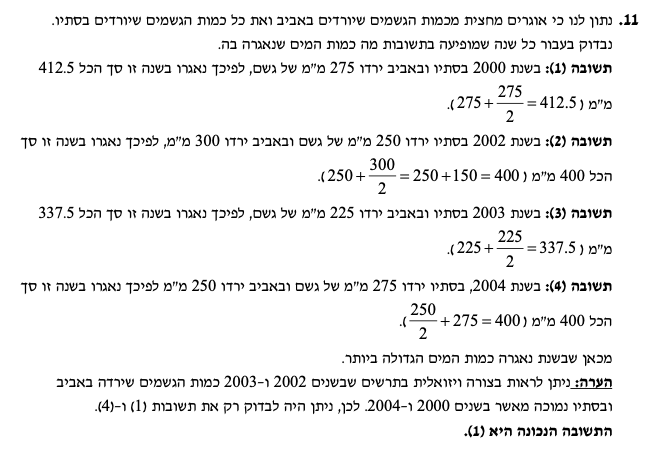 11. נתון לנו כי אוגרים מחצית מכמות הגשמים שיורדים באביב ואת כל כמות הגשמים שיורדים בסתיו.
נבדוק בעבור כל שנה שמופיעה בתשובות מה כמות המים שנאגרה בה.
תשובה (1): בשנת 2000 בסתיו ובאביב ירדו 275 מ"מ של גשם, לפיכך נאגרו בשנה זו סך הכל 412.5
מ"מ ( 275 + 275/2 = 412.5 ).
תשובה (2): בשנת 2002 בסתיו ירדו 250 מ"מ של גשם ובאביב ירדו 300 מ"מ, לפיכך נאגרו בשנה זו סך
הכל 400 מ"מ ( 250 + 300/2 = 250 + 150 = 400 ).
תשובה (3): בשנת 2003 בסתיו ובאביב ירדו 225 מ"מ של גשם, לפיכך נאגרו בשנה זו סך הכל 337.5
מ"מ ( 225 + 225/2 = 337.5 ).
תשובה (4): בשנת 2004, בסתיו ירדו 275 מ"מ של גשם ובאביב ירדו 250 מ"מ לפיכך נאגרו בשנה זו סך
הכל 400 מ"מ ( 250/2 + 275 = 400 ).
מכאן שבשנת נאגרה כמות המים הגדולה ביותר.
הערה: ניתן לראות בצורה ויזואלית בתרשים שבשנים 2002 ו-2003 כמות הגשמים שירדה באביב
ובסתיו נמוכה מאשר בשנים 2000 ו-2004. לכן, ניתן היה לבדוק רק את תשובות (1) ו-(4).
התשובה הנכונה היא (1).